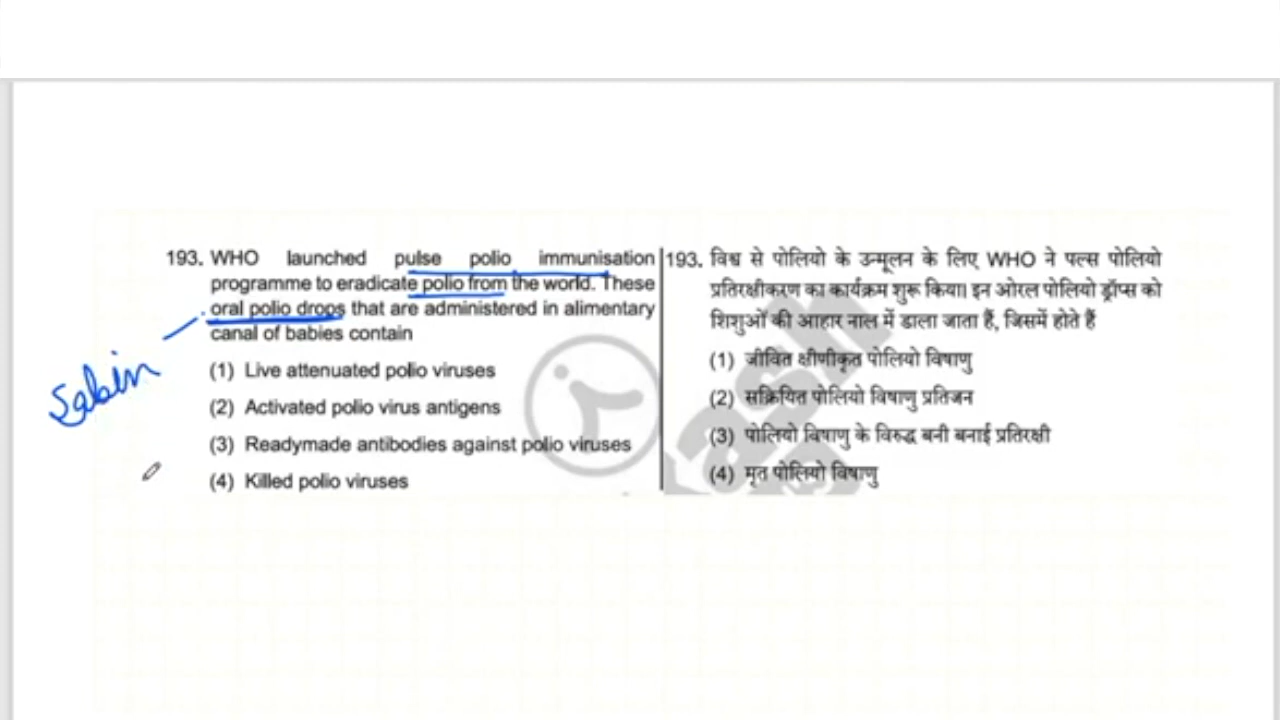 193. WHO launched pulse polio immunisation
programme to eradicate polio from the world. These
oral polio drops that are administered in alimentary
canal of babies contain
(1) Live attenuated polio viruses
(2) Activated polio virus antigens
(3) Readymade antibodies against polio viruses
(4) Killed polio viruses
Sabin
193. विश्व से पोलियो के उन्मूलन के लिए WHO ने पल्स पोलियो
प्रतिरक्षीकरण का कार्यक्रम शुरू किया। इन ओरल पोलियो ड्रॉप्स को
शिशुओं की आहार नाल में डाला जाता हैं, जिसमें होते हैं
(1) जीवित क्षीणीकृत पोलियो विषाणु
(2) सक्रियित पोलियो विषाणु प्रतिजन
(3) पोलियो विषाणु के विरुद्ध बनी बनाई प्रतिरक्षी
(4) मृत पोलियो विषाणु